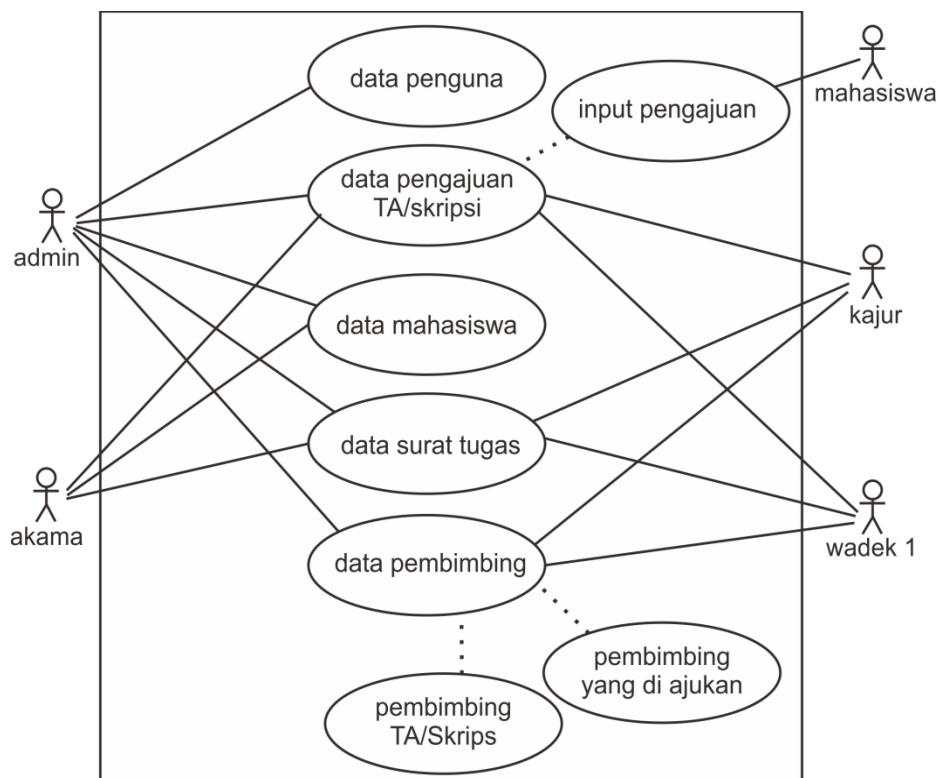 data penguna
input pengajuan
mahasiswa
data pengajuan
TA/skripsi
admin
kajur
data mahasiswa
data surat tugas
akama
wadek 1
data pembimbing
pembimbing
yang di ajukan
pembimbing
TA/Skrips